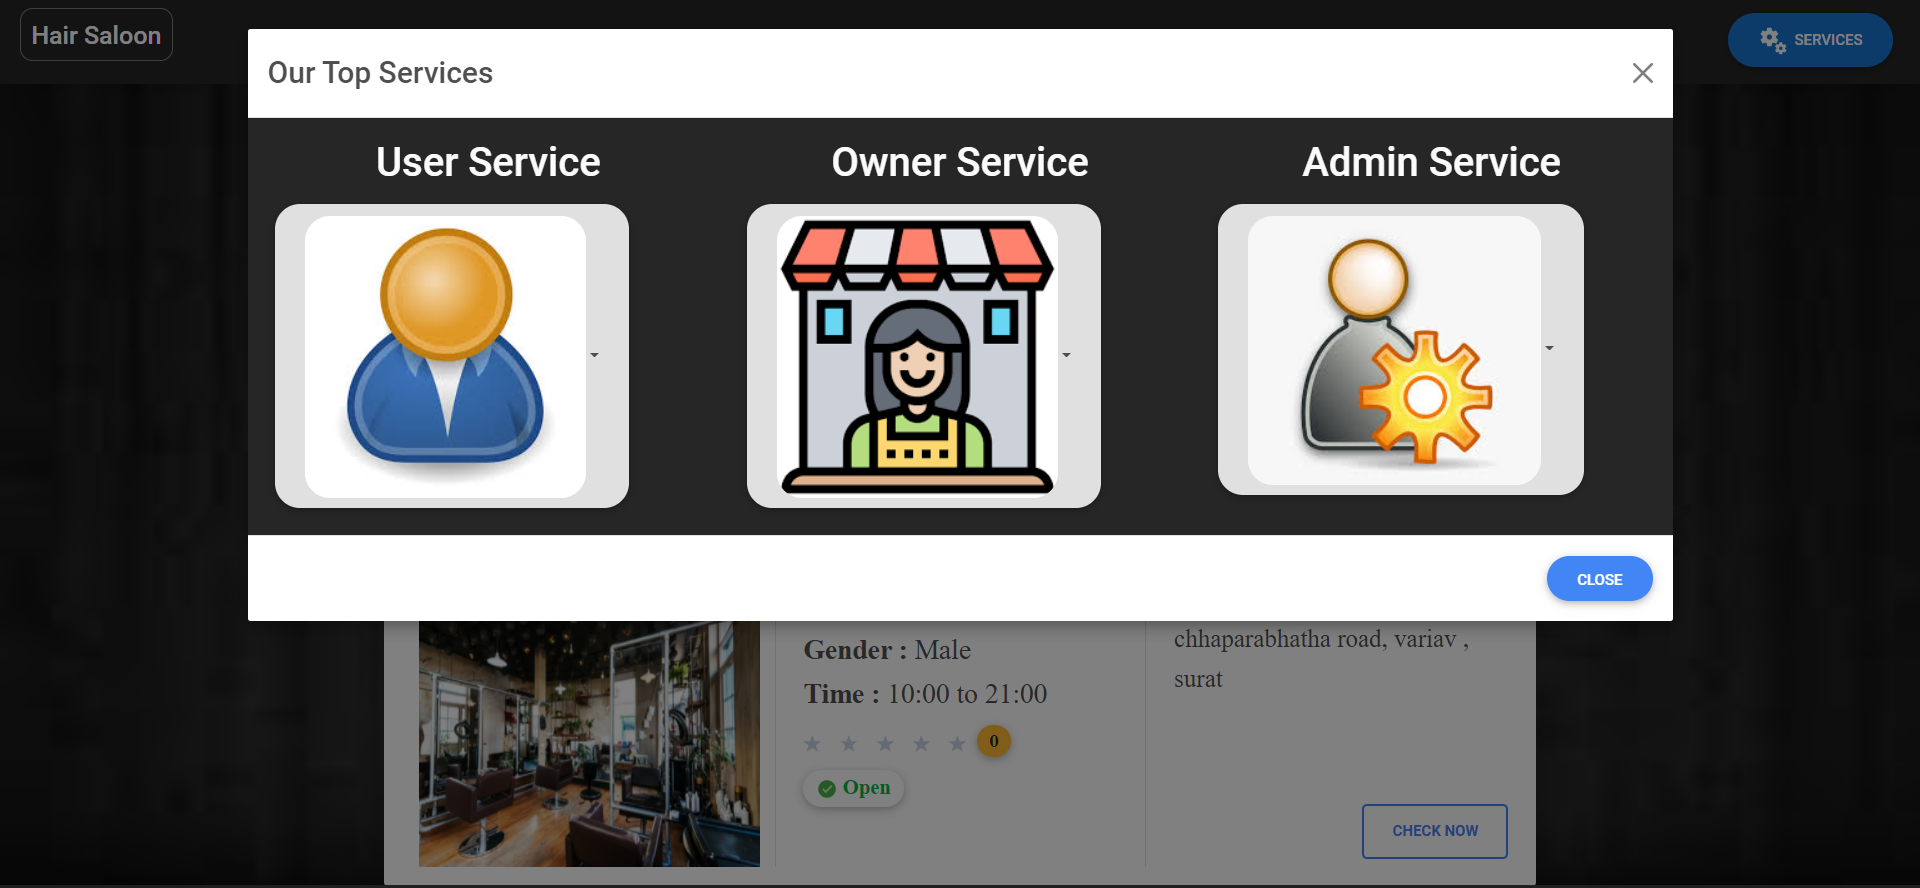 Hair Saloon
SERVICES
Our Top Services
User Service
Owner Service
Admin Service
CLOSE
Gender : Male
Time : 10:00 to 21:00
0
Open
chhaparabhatha road, variav ,
surat
CHECK NOW